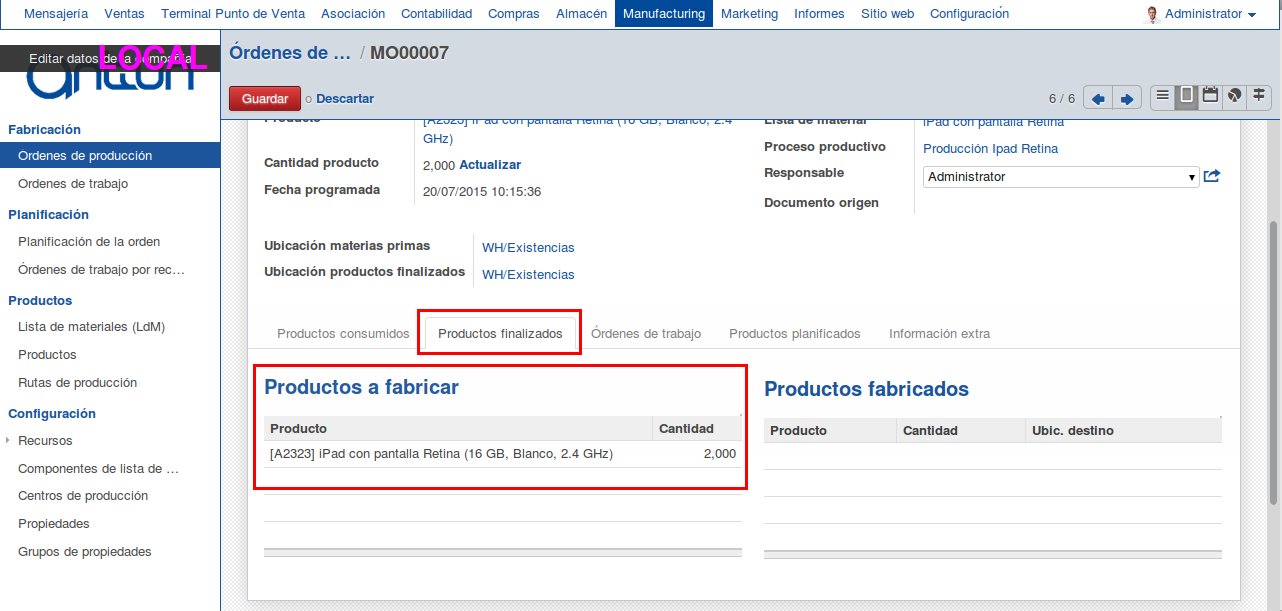 Mensajería Ventas Terminal Punto de Venta Asociación Contabilidad Compras Almacén Manufacturing Marketing Informes Sitio web Configuración Administrator
Editar datos de la compañía
LOCAL
Fabricación
Órdenes de producción
Órdenes de trabajo
Planificación
Planificación de la orden
Órdenes de trabajo por rec…
Productos
Lista de materiales (LdM)
Productos
Rutas de producción
Configuración
Recursos
Componentes de lista de …
Centros de producción
Propiedades
Grupos de propiedades
Órdenes de … / MO00007
Guardar o Descartar
6 / 6
Producto [A2323] iPad con pantalla Retina (16 GB, Blanco, 2.4
GHz)
Cantidad producto 2,000 Actualizar
Fecha programada 20/07/2015 10:15:36
Lista de material iPad con pantalla Retina
Proceso productivo Producción Ipad Retina
Responsable Administrator
Documento origen
Ubicación materias primas WH/Existencias
Ubicación productos finalizados WH/Existencias
Productos consumidos Productos finalizados Órdenes de trabajo Productos planificados Información extra
Productos a fabricar
Producto Cantidad
[A2323] iPad con pantalla Retina (16 GB, Blanco, 2.4 GHz) 2,000
Productos fabricados
Producto Cantidad Ubic. destino